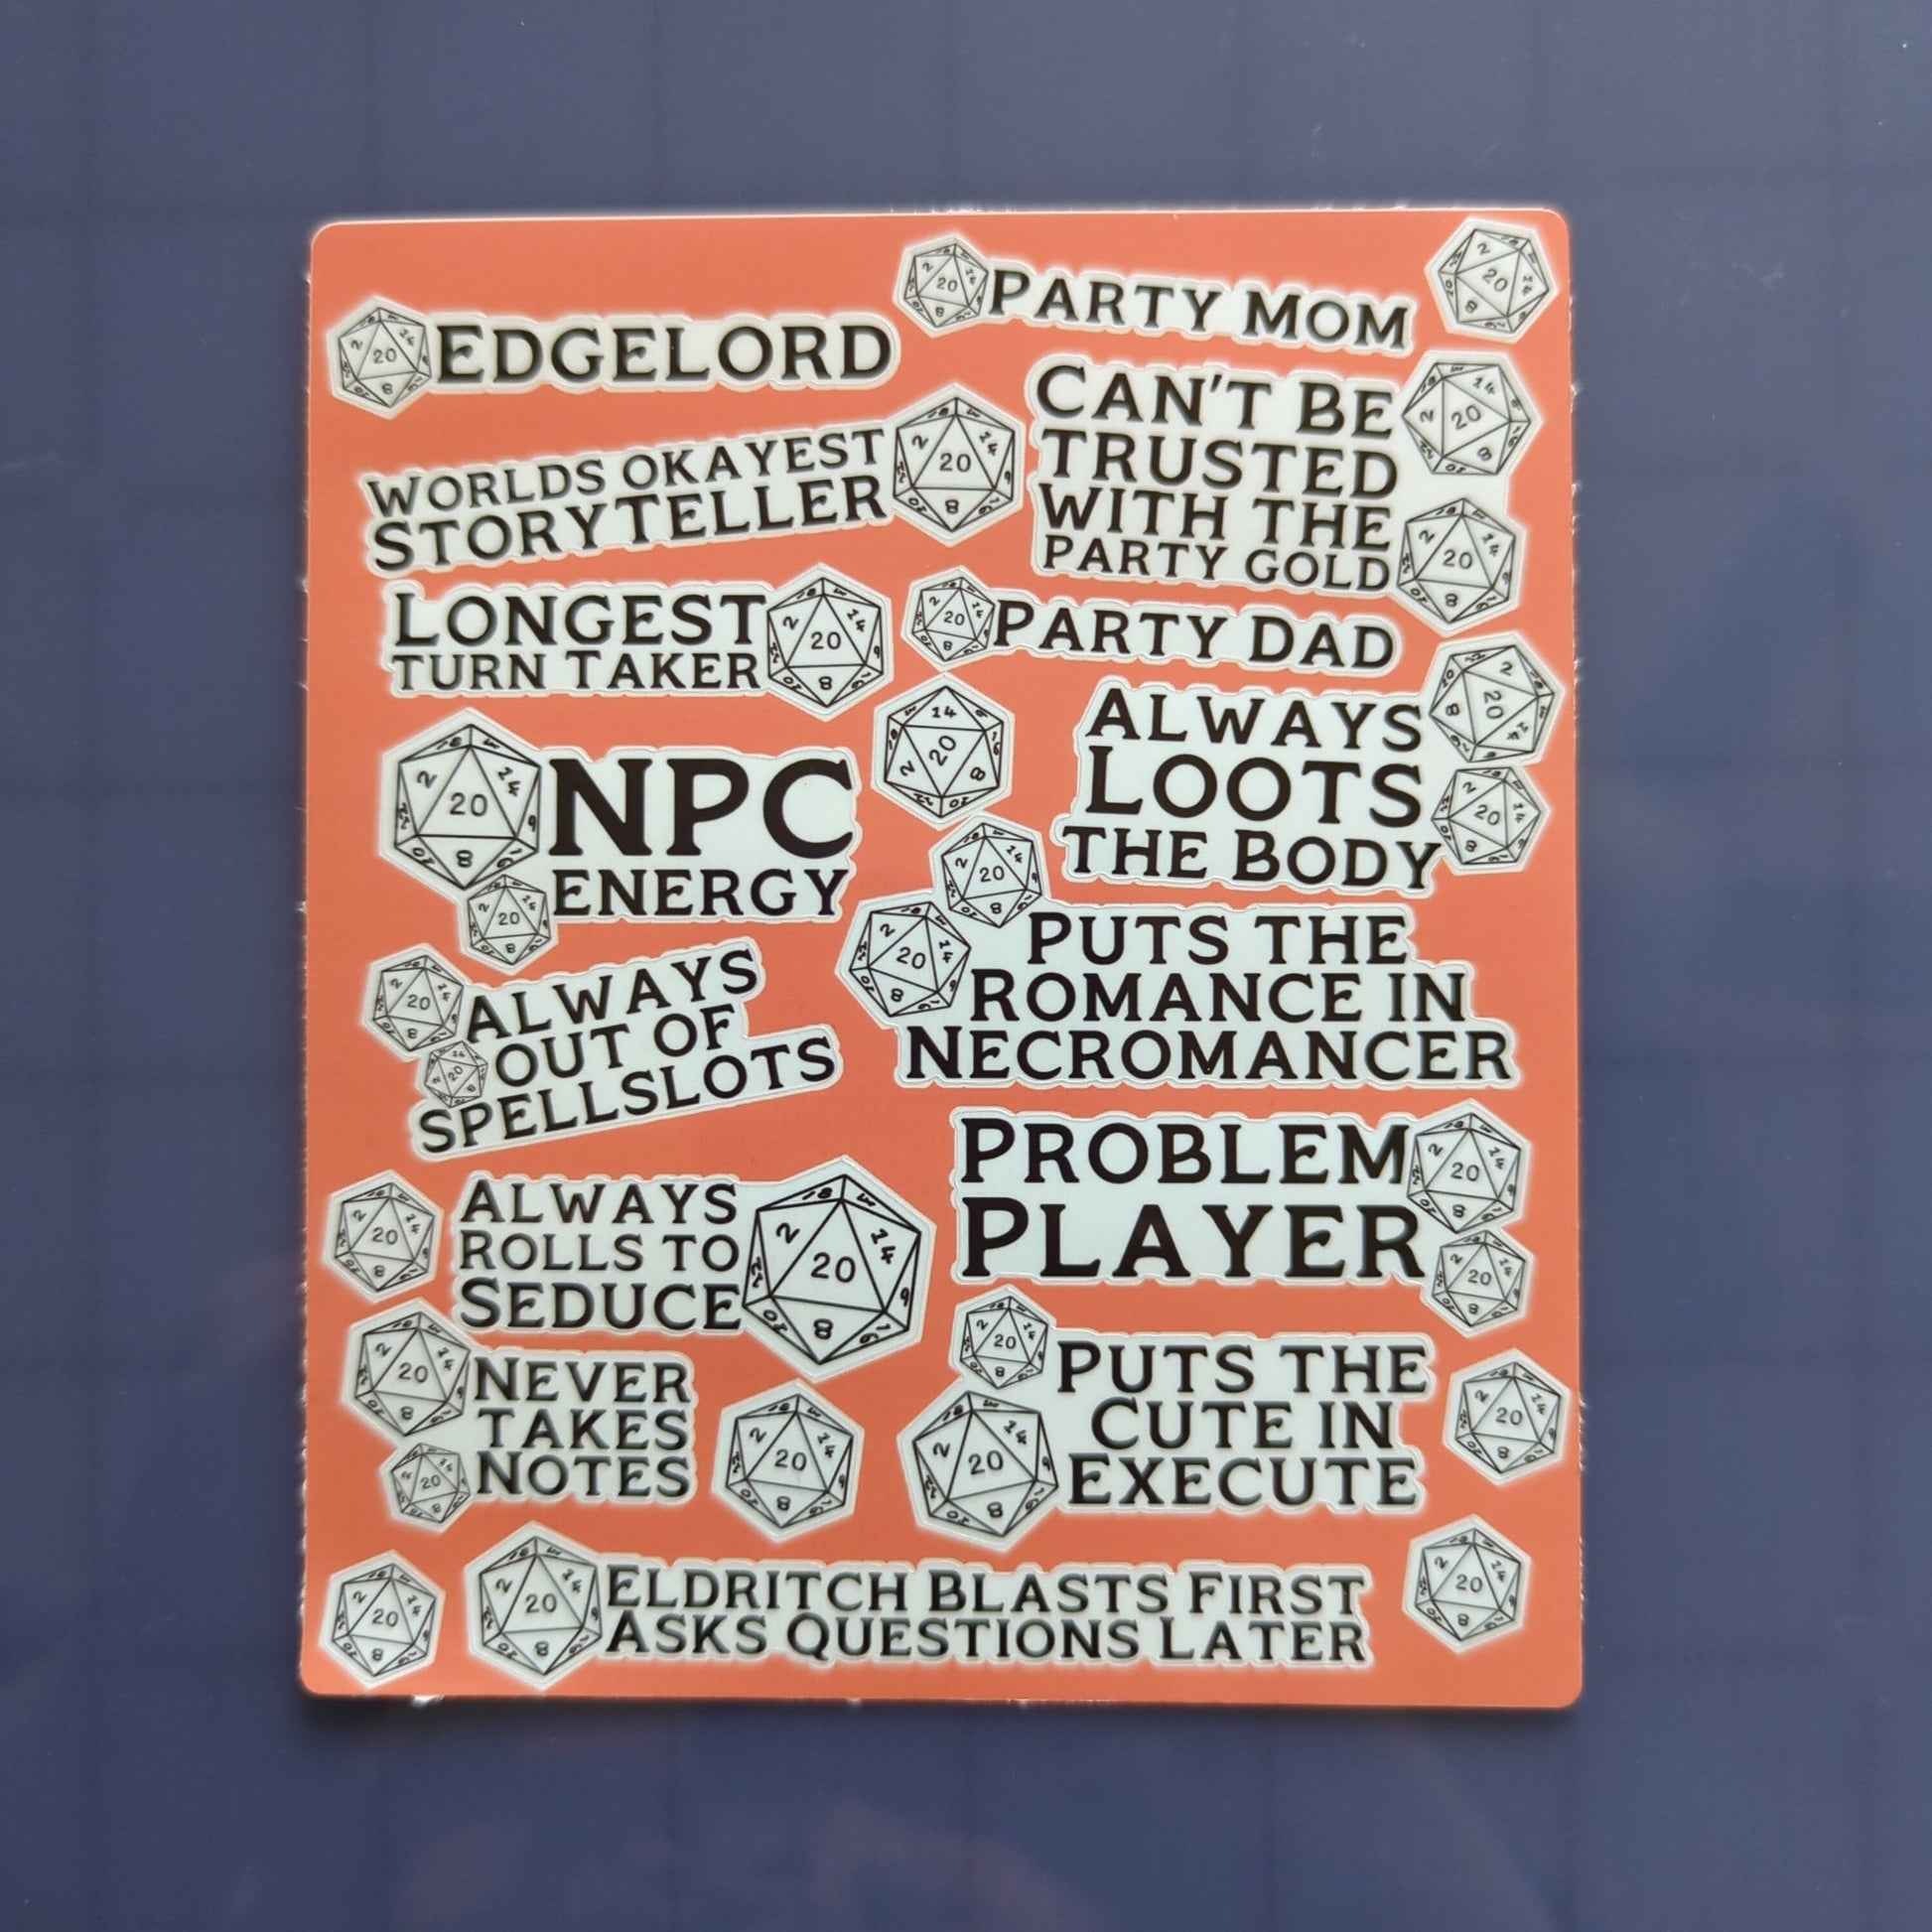 EDGELORD
PARTY MOM
WORLDS OKAYEST
STORYTELLER
CAN'T BE
TRUSTED
WITH THE
PARTY GOLD
LONGEST
TURN TAKER
PARTY DAD
NPC
ENERGY
ALWAYS
LOOTS
THE BODY
ALWAYS
OUT OF
SPELLSLOTS
PUTS THE
ROMANCE IN
NECROMANCER
PROBLEM
PLAYER
ALWAYS
ROLLS TO
SEDUCE
NEVER
TAKES
NOTES
PUTS THE
CUTE IN
EXECUTE
ELDRITCH BLASTS FIRST
ASKS QUESTIONS LATER